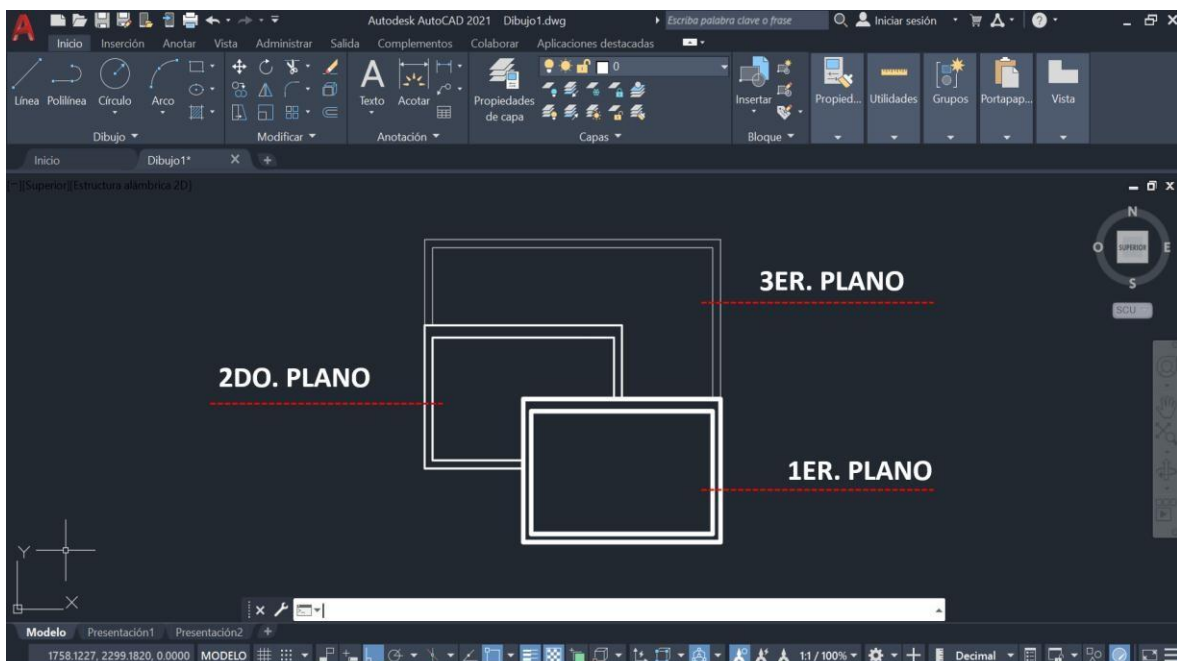 Autodesk AutoCAD 2021 Dibujo1.dwg
Escriba palabra clave o frase
Iniciar sesión
Inicio Inserción Anotar Vista Administrar Salida Complementos Colaborar Aplicaciones destacadas
0
Línea Polilínea Círculo Arco
Texto Acotar
Propiedades de capa
Insertar
Propied... Utilidades Grupos Portapap... Vista
Dibujo Modificar Anotación Capas Bloque
Inicio Dibujo1* X +
[−][Superior][Estructura alámbrica 2D]
N
O SUPERIOR E
S
SCU
3ER. PLANO
2DO. PLANO
1ER. PLANO
Y
X
Modelo Presentación1 Presentación2 +
1758.1227, 2299.1820, 0.0000 MODELO 1:1 / 100% Decimal